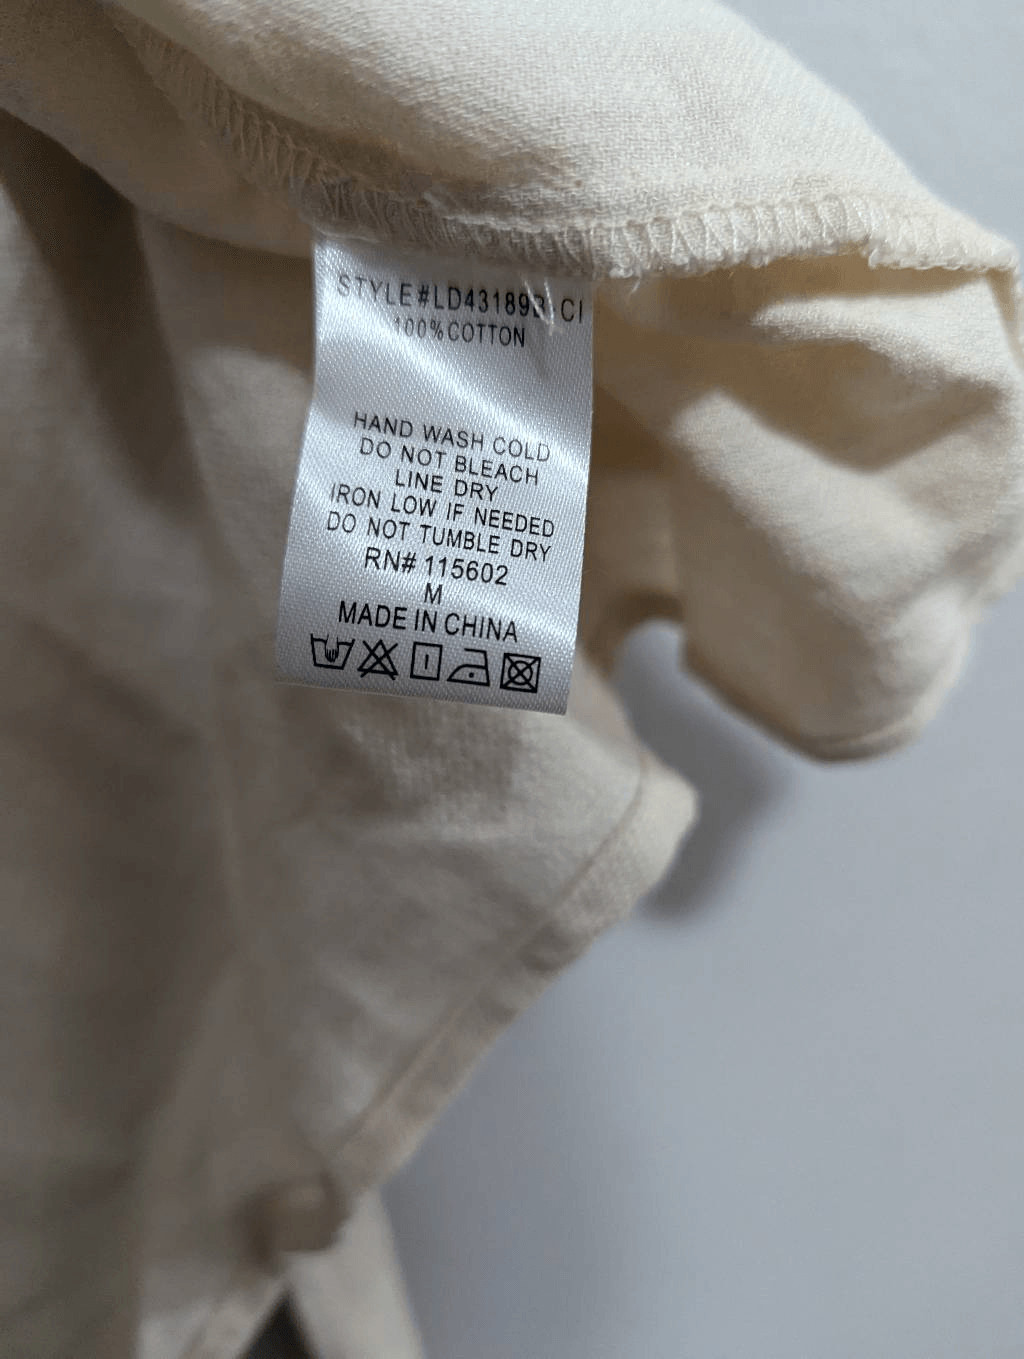 STYLE#LD43189B CI
100%COTTON
HAND WASH COLD
DO NOT BLEACH
LINE DRY
IRON LOW IF NEEDED
DO NOT TUMBLE DRY
RN# 115602
M
MADE IN CHINA